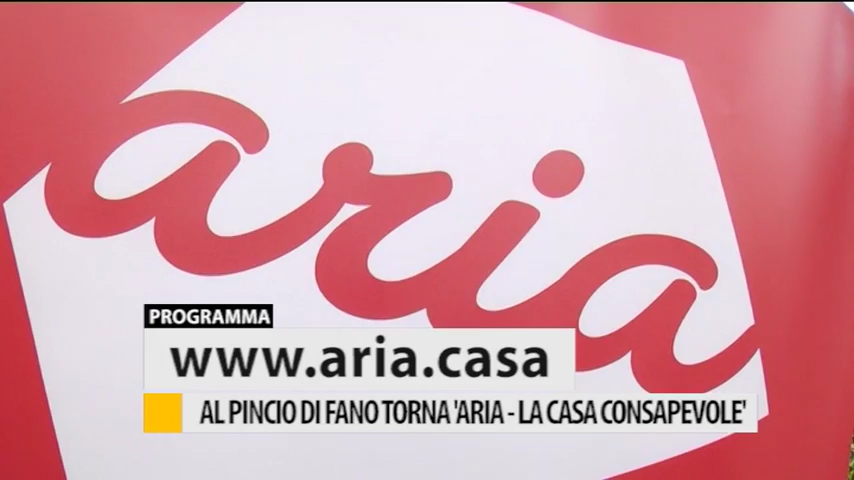 aria
PROGRAMMA
www.aria.casa
AL PINCIO DI FANO TORNA 'ARIA - LA CASA CONSAPEVOLE'